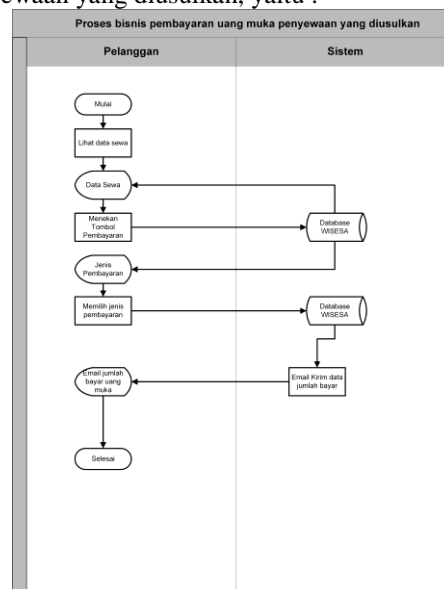 ewaan yang diusulkan, yaitu :
Proses bisnis pembayaran uang muka penyewaan yang diusulkan
Pelanggan
Sistem
Mulai
Lihat data sewa
Data Sewa
Menekan
Tombol
Pembayaran
Database
WISESA
Jenis
Pembayaran
Memilih jenis
pembayaran
Database
WISESA
Email Kirim data
jumlah bayar
Email jumlah
bayar uang
muka
Selesai